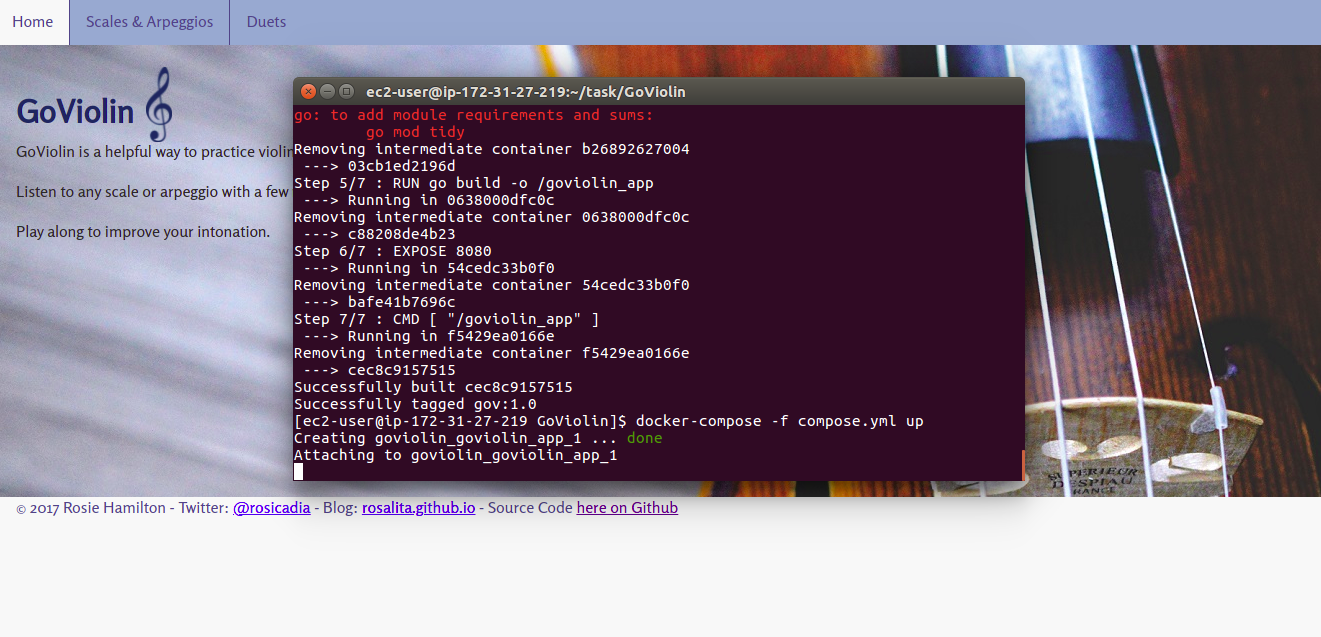 Home
Scales & Arpeggios
Duets
GoViolin
GoViolin is a helpful way to practice violin
Listen to any scale or arpeggio with a few
Play along to improve your intonation.
ec2-user@ip-172-31-27-219:~/task/GoViolin
go: to add module requirements and sums:
go mod tidy
Removing intermediate container b26892627004
---> 03cb1ed2196d
Step 5/7 : RUN go build -o /goviolin_app
---> Running in 0638000dfc0c
Removing intermediate container 0638000dfc0c
---> c88208de4b23
Step 6/7 : EXPOSE 8080
---> Running in 54cedc33b0f0
Removing intermediate container 54cedc33b0f0
---> bafe41b7696c
Step 7/7 : CMD [ "/goviolin_app" ]
---> Running in f5429ea0166e
Removing intermediate container f5429ea0166e
---> cec8c9157515
Successfully built cec8c9157515
Successfully tagged gov:1.0
[ec2-user@ip-172-31-27-219 GoViolin]$ docker-compose -f compose.yml up
Creating goviolin_goviolin_app_1 ... done
Attaching to goviolin_goviolin_app_1
SUPERIEUR
DESPIAU
FRANCE
© 2017 Rosie Hamilton - Twitter: @rosicadia - Blog: rosalita.github.io - Source Code here on Github